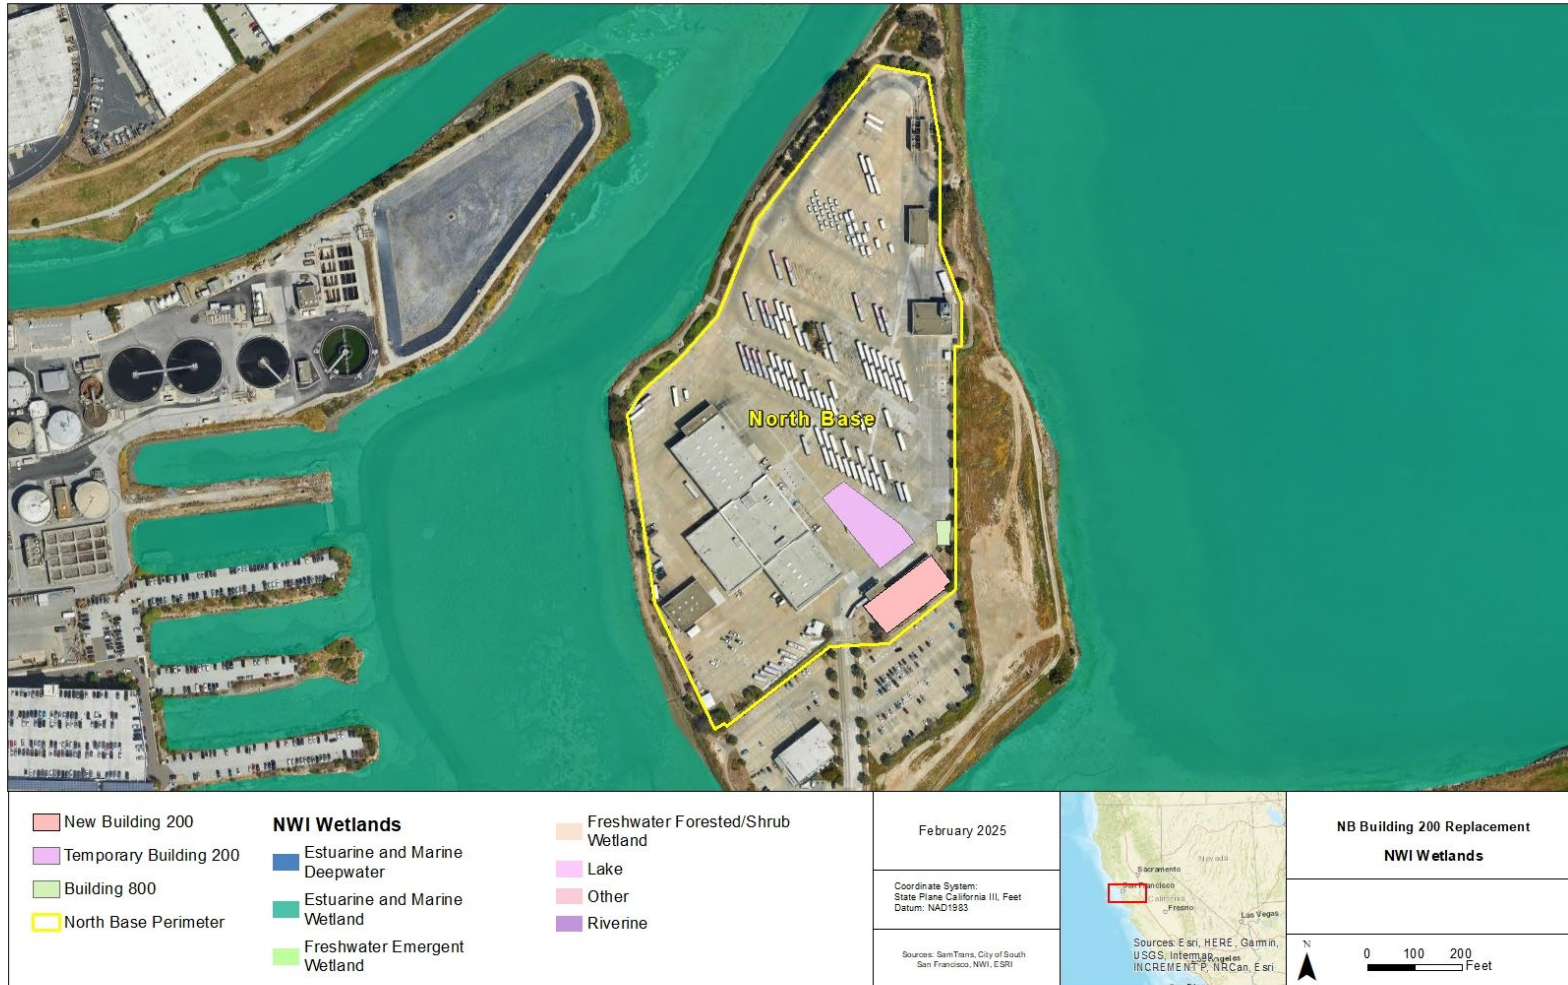 North Base
New Building 200
Temporary Building 200
Building 800
North Base Perimeter
NWI Wetlands
Estuarine and Marine
Deepwater
Estuarine and Marine
Wetland
Freshwater Emergent
Wetland
Freshwater Forested/Shrub
Wetland
Lake
Other
Riverine
February 2025
Coordinate System:
State Plane California III, Feet
Datum: NAD1983
Sources: SamTrans, City of South
San Francisco, NWI, ESRI
Nevada
Sacramento
San Francisco
California
Fresno
Las Vegas
Los Angeles
Sources: Esri, HERE, Garmin,
USGS, Intermap,
INCREMENT P, NRCan, Esri
NB Building 200 Replacement
NWI Wetlands
N
0 100 200
Feet